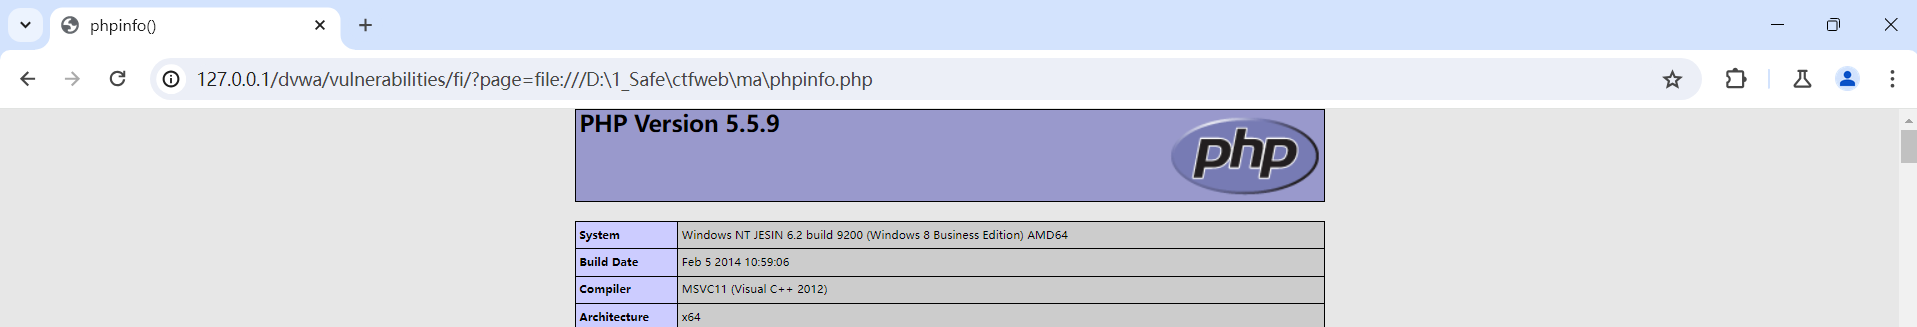 phpinfo()
127.0.0.1/dvwa/vulnerabilities/fi/?page=file:///D:\1_Safe\ctfweb\ma\phpinfo.php
PHP Version 5.5.9
php
System Windows NT JESIN 6.2 build 9200 (Windows 8 Business Edition) AMD64
Build Date Feb 5 2014 10:59:06
Compiler MSVC11 (Visual C++ 2012)
Architecture x64